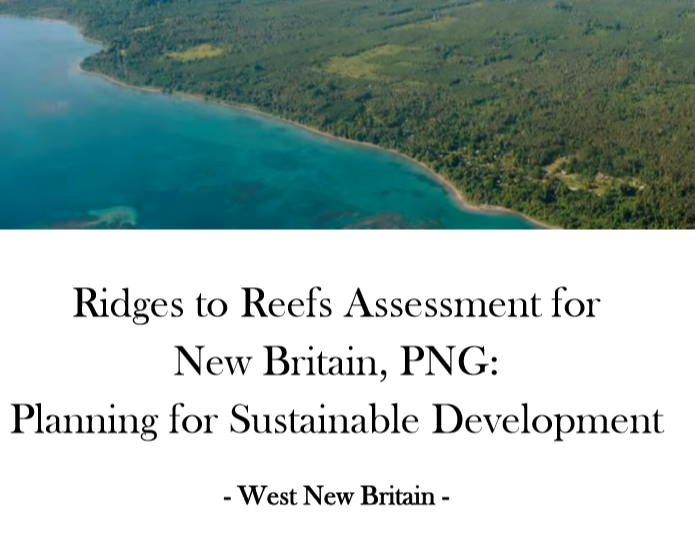 Ridges to Reefs Assessment for
New Britain, PNG:
Planning for Sustainable Development
- West New Britain -